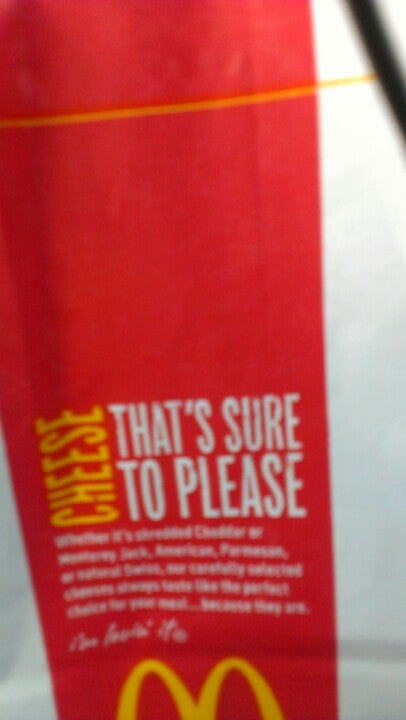 CHEESE
THAT'S SURE
TO PLEASE
Whether it's shredded Cheddar or
Monterey Jack, American, Parmesan,
or natural Swiss, our carefully selected
cheeses always taste like the perfect
choice for your meal...because they are.
i'm lovin' it®